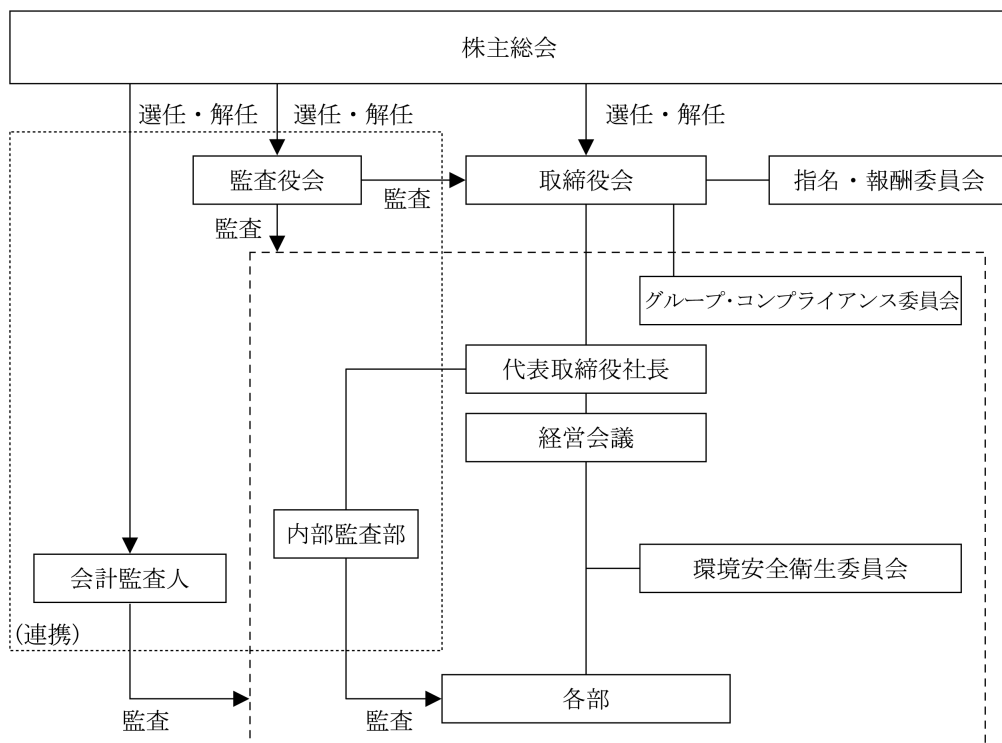 株主総会
選任・解任
選任・解任
選任・解任
監査役会
監査
取締役会
指名・報酬委員会
監査
グループ・コンプライアンス委員会
代表取締役社長
経営会議
内部監査部
会計監査人
環境安全衛生委員会
(連携)
各部
監査
監査